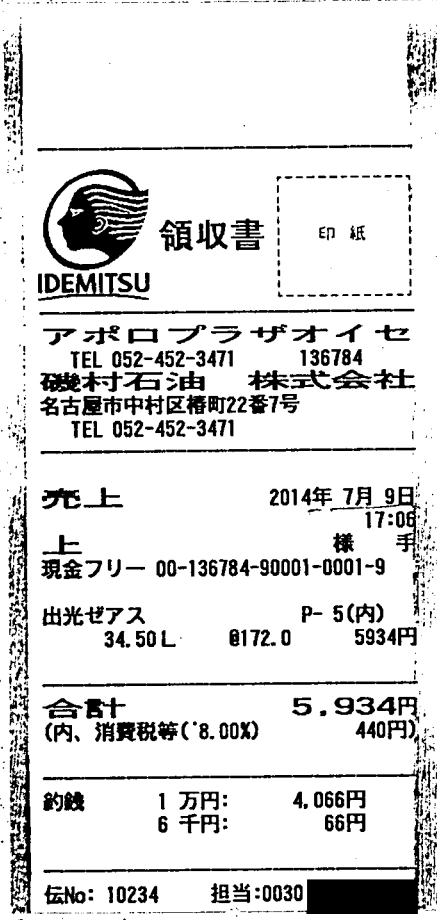 領収書
印 紙
IDEMITSU
アポロプラザオイセ
TEL 052-452-3471 136784
磯村石油 株式会社
名古屋市中村区椿町22番7号
TEL 052-452-3471
売上 2014年 7月 9日
17:06
上 様 手
現金フリー 00-136784-90001-0001-9
出光ゼアス P- 5(内)
34.50L @172.0 5934円
合計 5,934円
(内、消費税等( 8.00%) 440円)
釣銭 1 万円: 4,066円
6 千円: 66円
伝No: 10234 担当:0030